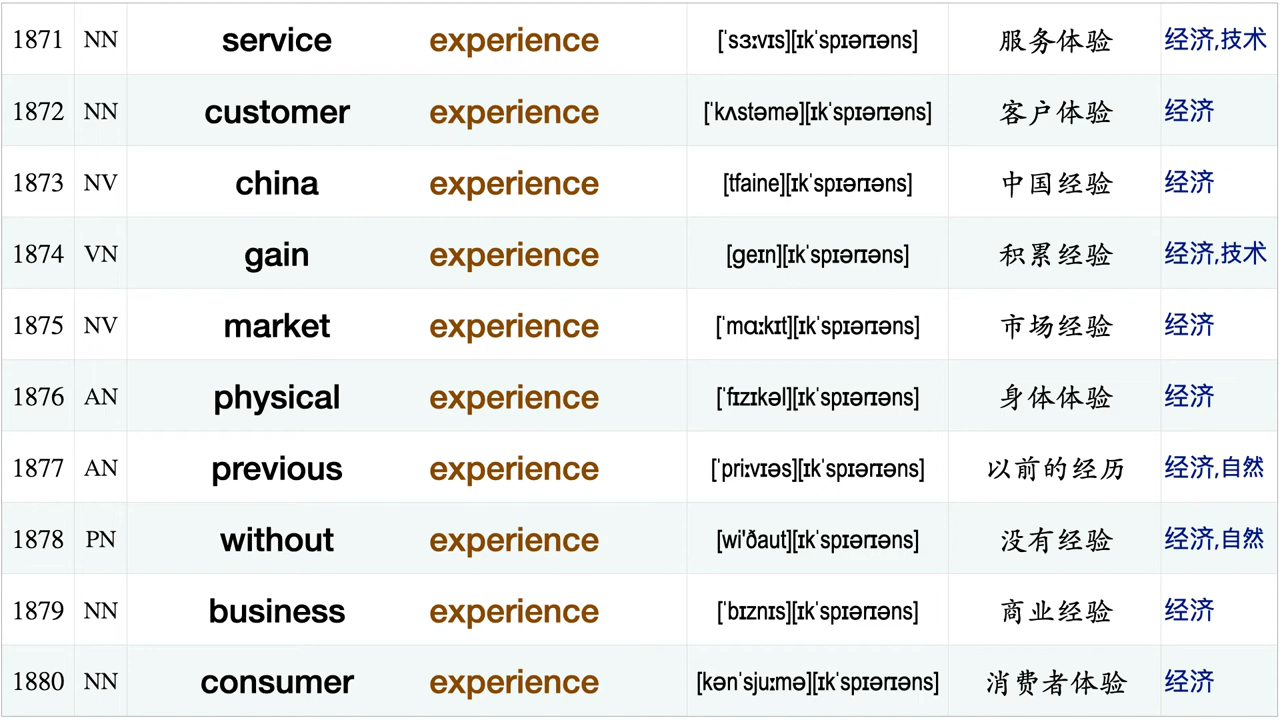 1871 NN service experience [ˈsɜːvɪs][ɪkˈspɪərɪəns] 服务体验 经济,技术
1872 NN customer experience [ˈkʌstəmə][ɪkˈspɪərɪəns] 客户体验 经济
1873 NV china experience [tfaine][ɪkˈspɪərɪəns] 中国经验 经济
1874 VN gain experience [ɡeɪn][ɪkˈspɪərɪəns] 积累经验 经济,技术
1875 NV market experience [ˈmɑːkɪt][ɪkˈspɪərɪəns] 市场经验 经济
1876 AN physical experience [ˈfɪzɪkəl][ɪkˈspɪərɪəns] 身体体验 经济
1877 AN previous experience [ˈpriːvɪəs][ɪkˈspɪərɪəns] 以前的经历 经济,自然
1878 PN without experience [wi'ðaut][ɪkˈspɪərɪəns] 没有经验 经济,自然
1879 NN business experience [ˈbɪznɪs][ɪkˈspɪərɪəns] 商业经验 经济
1880 NN consumer experience [kənˈsjuːmə][ɪkˈspɪərɪəns] 消费者体验 经济